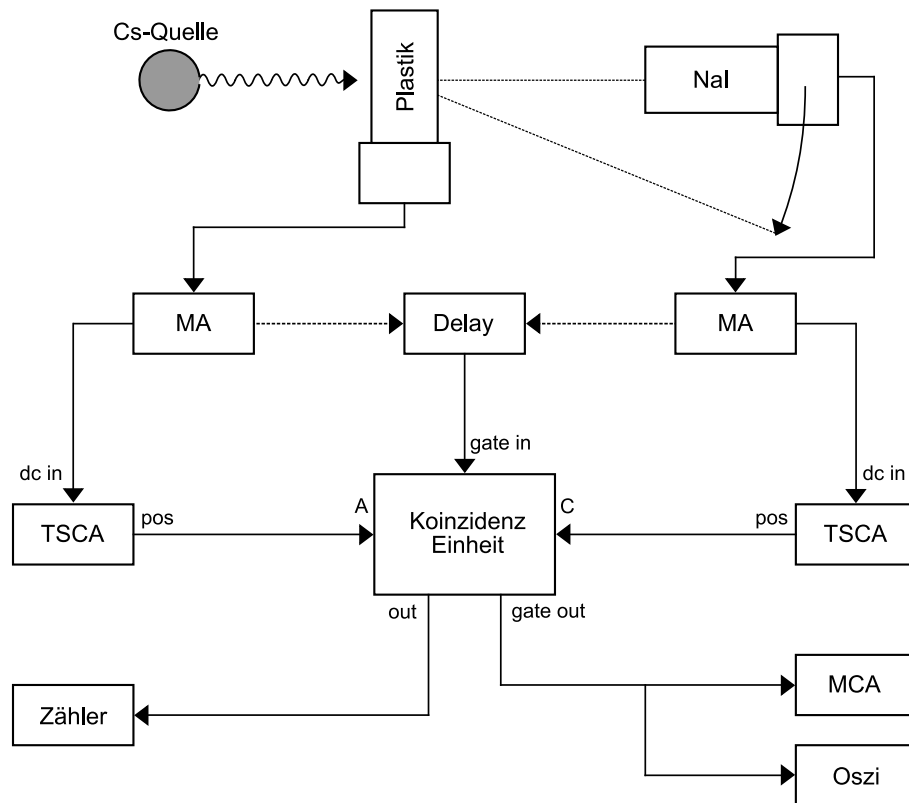 Cs-Quelle
Plastik
NaI
MA
Delay
MA
gate in
dc in
dc in
TSCA
pos
A
Koinzidenz
Einheit
C
pos
TSCA
out
gate out
MCA
Zähler
Oszi